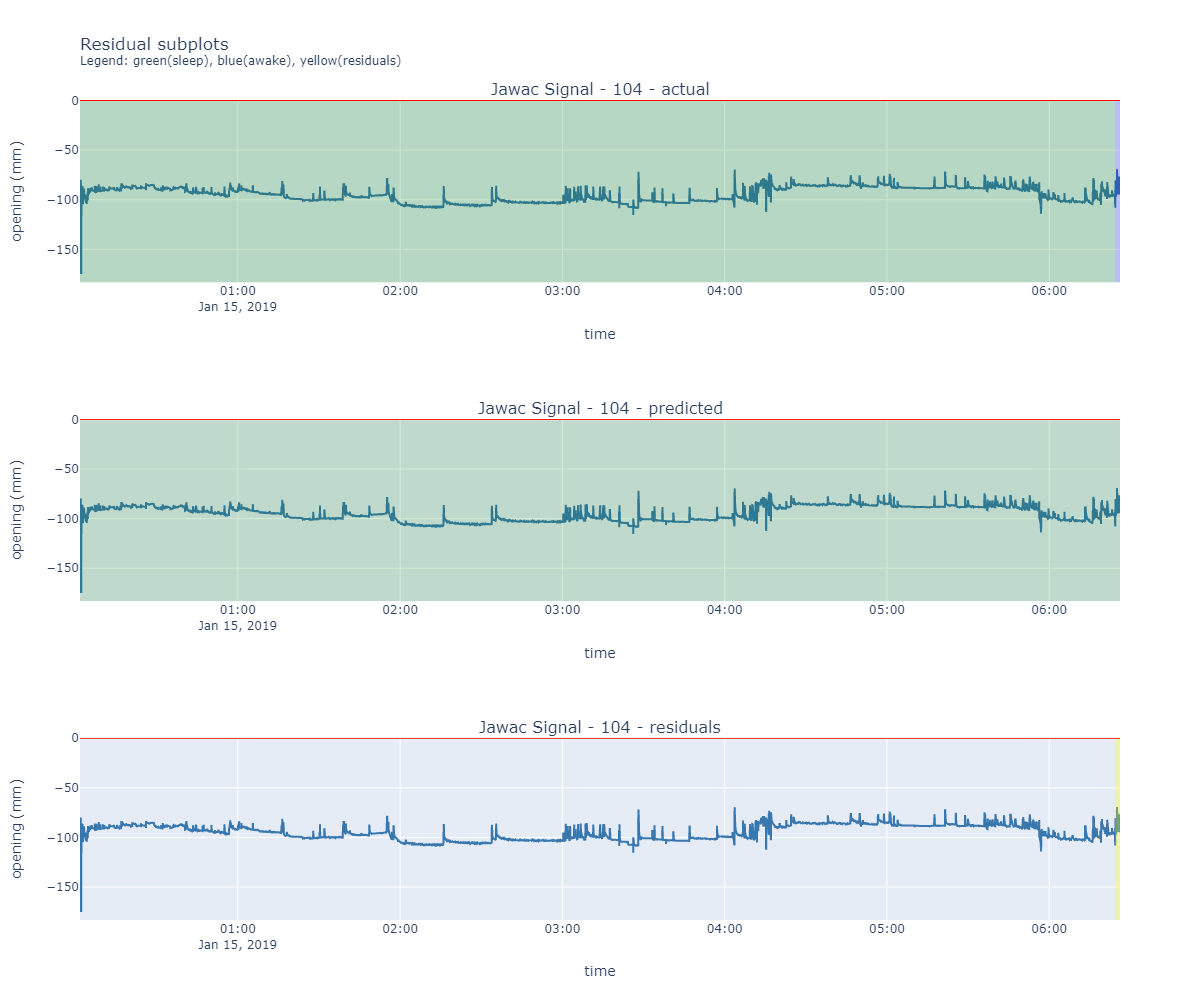 Residual subplots
Legend: green(sleep), blue(awake), yellow(residuals)
Jawac Signal - 104 - actual
0
−50
−100
−150
opening (mm)
01:00
Jan 15, 2019
02:00
03:00
04:00
05:00
06:00
time
Jawac Signal - 104 - predicted
0
−50
−100
−150
opening (mm)
01:00
Jan 15, 2019
02:00
03:00
04:00
05:00
06:00
time
Jawac Signal - 104 - residuals
0
−50
−100
−150
opening (mm)
01:00
Jan 15, 2019
02:00
03:00
04:00
05:00
06:00
time